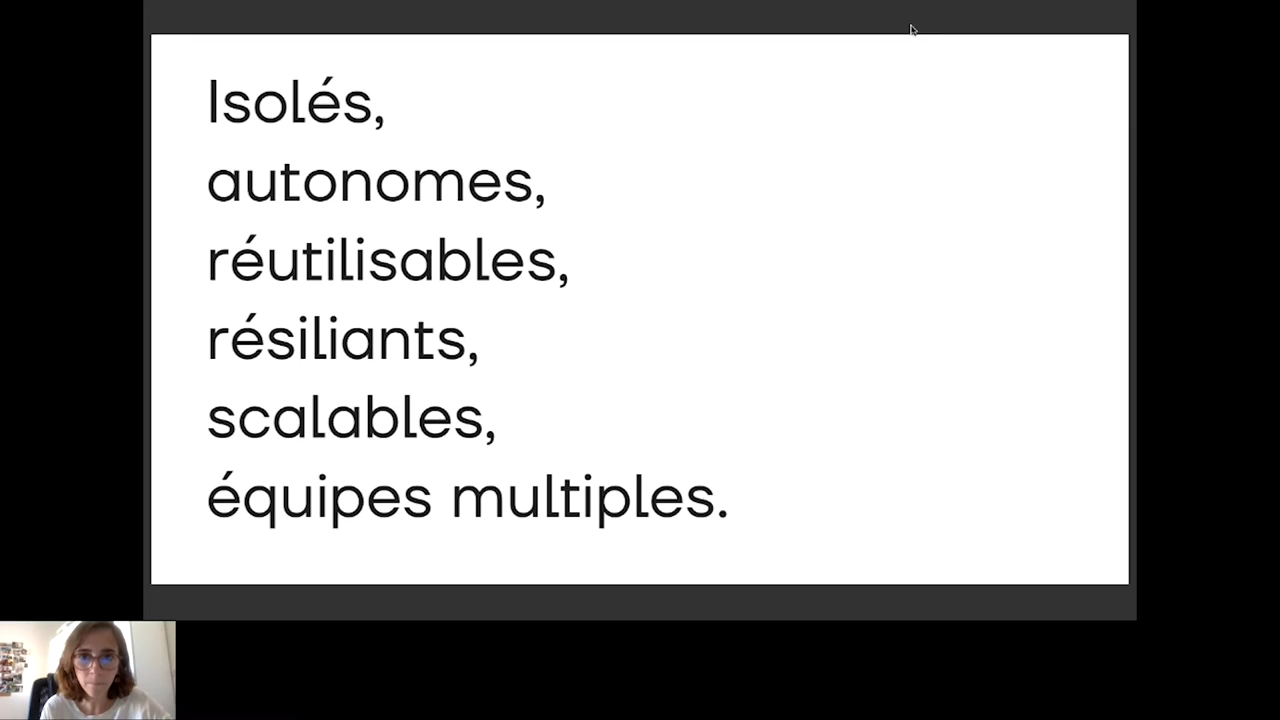 Isolés,
autonomes,
réutilisables,
résiliants,
scalables,
équipes multiples.